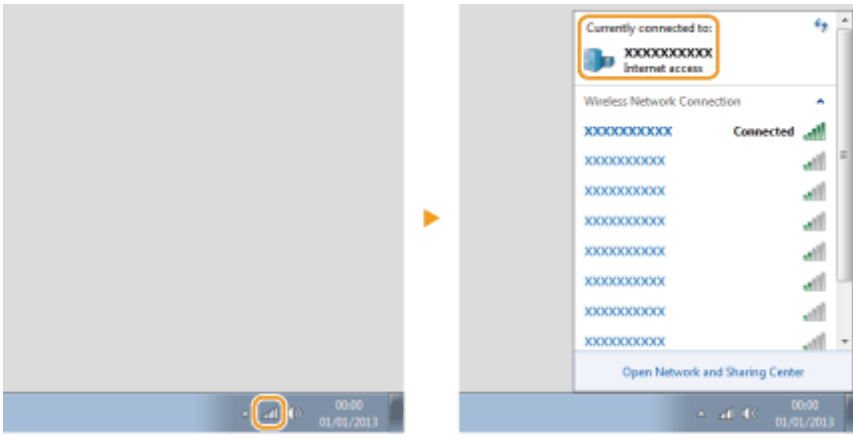 00:00
01/01/2013
Currently connected to:
XXXXXXXXXX
Internet access
Wireless Network Connection
XXXXXXXXXX Connected
XXXXXXXXXX
XXXXXXXXXX
XXXXXXXXXX
XXXXXXXXXX
XXXXXXXXXX
XXXXXXXXXX
XXXXXXXXXX
Open Network and Sharing Center
00:00
01/01/2013